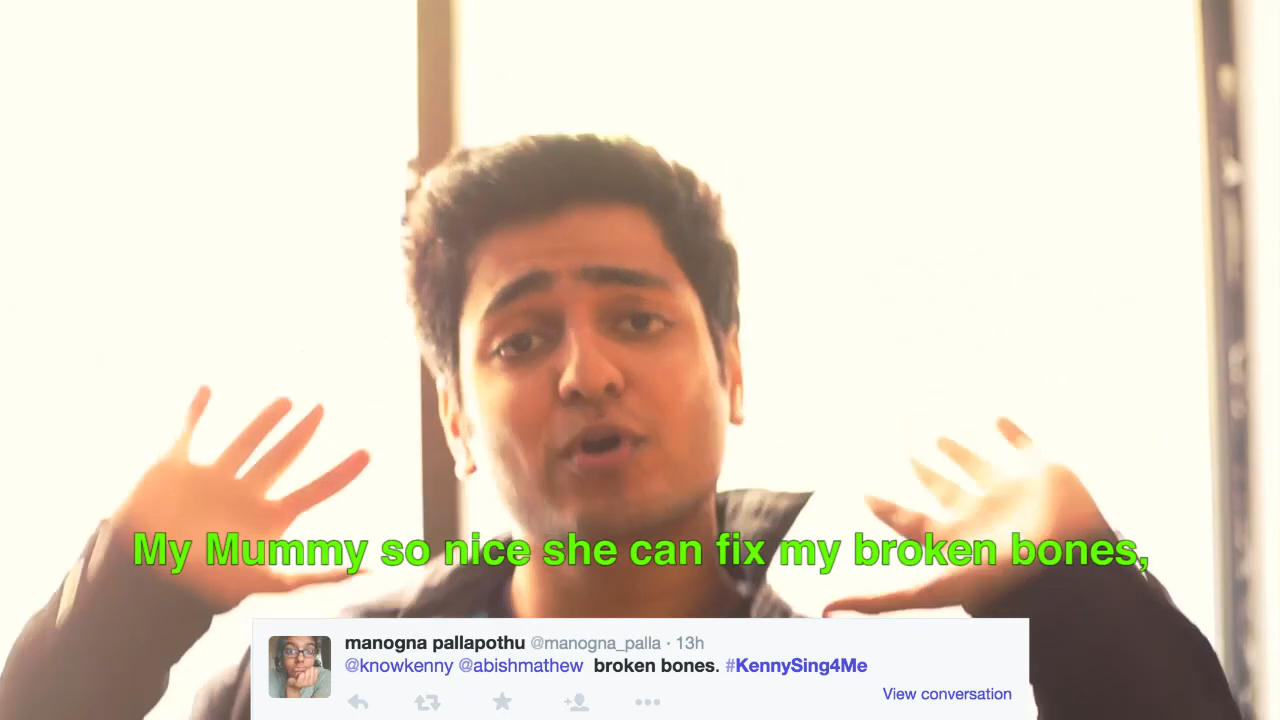 My Mummy so nice she can fix my broken bones,
manogna pallapothu @manogna_palla · 13h
@knowkenny @abishmathew broken bones. #KennySing4Me
View conversation